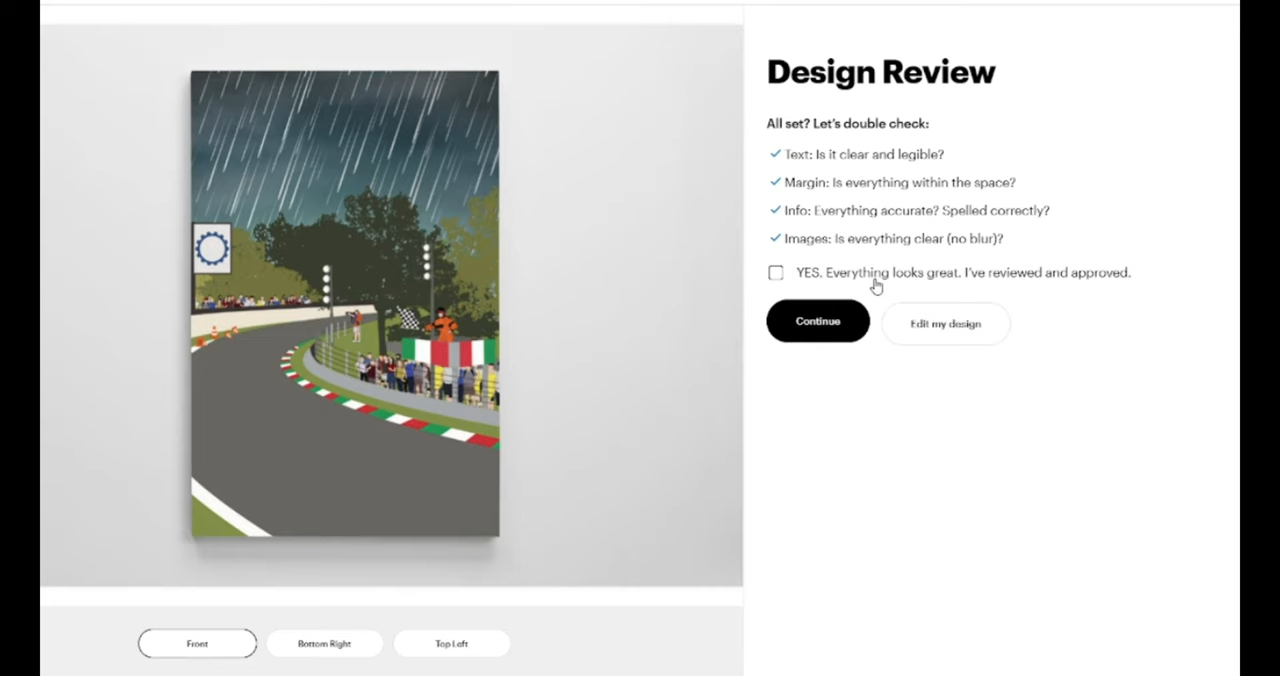 Design Review
All set? Let's double check:
Text: Is it clear and legible?
Margin: Is everything within the space?
Info: Everything accurate? Spelled correctly?
Images: Is everything clear (no blur)?
YES. Everything looks great. I've reviewed and approved.
Continue
Edit my design
Front
Bottom Right
Top Left